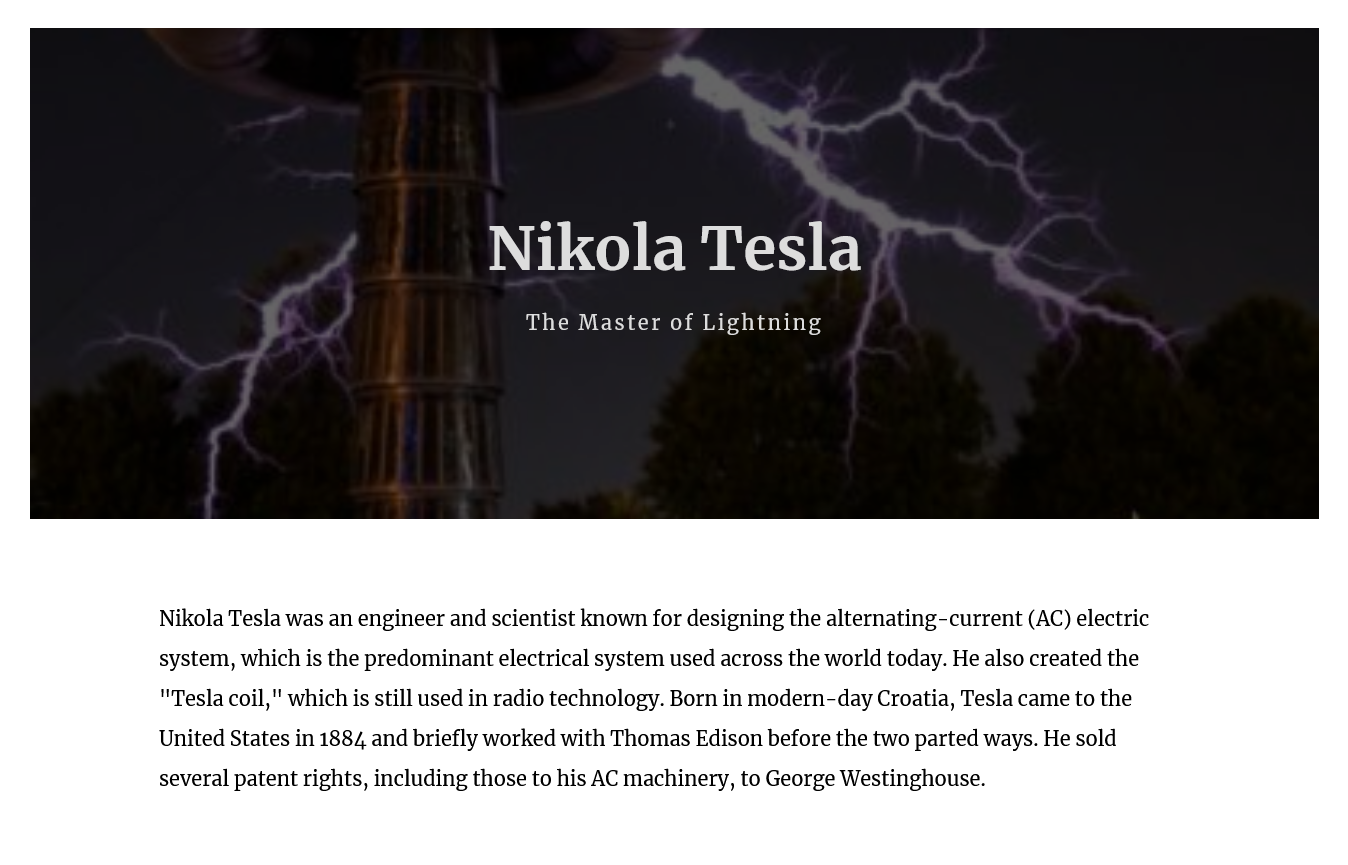 Nikola Tesla
The Master of Lightning
Nikola Tesla was an engineer and scientist known for designing the alternating-current (AC) electric
system, which is the predominant electrical system used across the world today. He also created the
"Tesla coil," which is still used in radio technology. Born in modern-day Croatia, Tesla came to the
United States in 1884 and briefly worked with Thomas Edison before the two parted ways. He sold
several patent rights, including those to his AC machinery, to George Westinghouse.